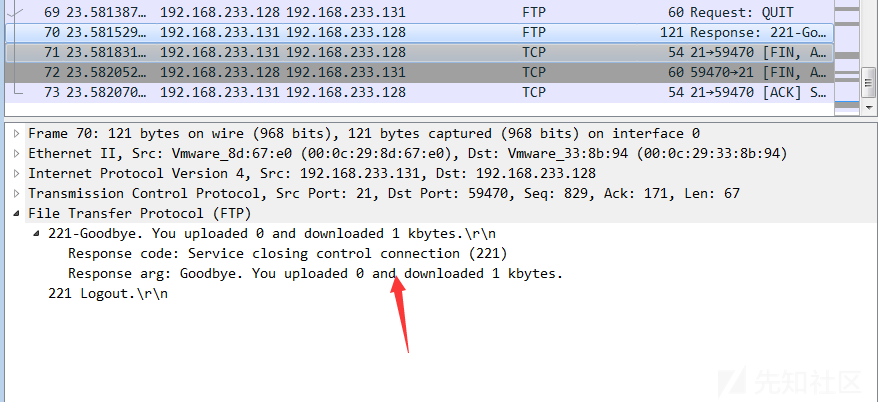 69 23.581387… 192.168.233.128 192.168.233.131 FTP 60 Request: QUIT
70 23.581529… 192.168.233.131 192.168.233.128 FTP 121 Response: 221-Go…
71 23.581831… 192.168.233.131 192.168.233.128 TCP 54 21→59470 [FIN, A…
72 23.582052… 192.168.233.128 192.168.233.131 TCP 60 59470→21 [FIN, A…
73 23.582070… 192.168.233.131 192.168.233.128 TCP 54 21→59470 [ACK] S…
Frame 70: 121 bytes on wire (968 bits), 121 bytes captured (968 bits) on interface 0
Ethernet II, Src: Vmware_8d:67:e0 (00:0c:29:8d:67:e0), Dst: Vmware_33:8b:94 (00:0c:29:33:8b:94)
Internet Protocol Version 4, Src: 192.168.233.131, Dst: 192.168.233.128
Transmission Control Protocol, Src Port: 21, Dst Port: 59470, Seq: 829, Ack: 171, Len: 67
File Transfer Protocol (FTP)
221-Goodbye. You uploaded 0 and downloaded 1 kbytes.\r\n
Response code: Service closing control connection (221)
Response arg: Goodbye. You uploaded 0 and downloaded 1 kbytes.
221 Logout.\r\n
先知社区